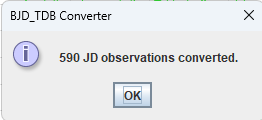 BJD_TDB Converter
590 JD observations converted.
OK